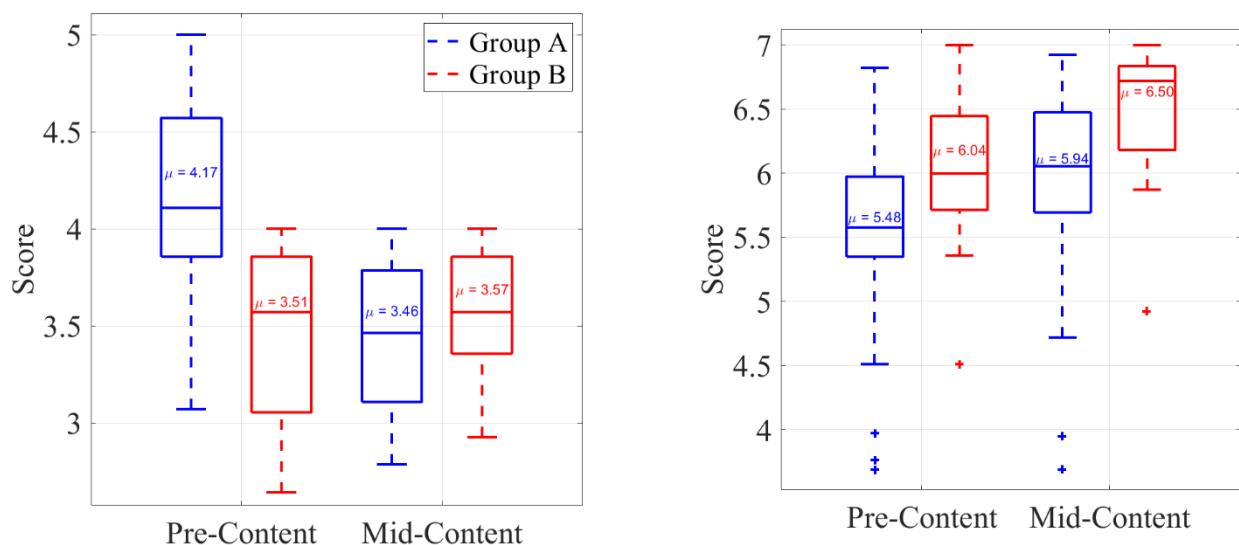 Score
5
4.5
4
3.5
3
Group A
Group B
μ = 4.17
μ = 3.51
μ = 3.46
μ = 3.57
Pre-Content Mid-Content
Score
7
6.5
6
5.5
5
4.5
4
μ = 5.48
μ = 6.04
μ = 5.94
μ = 6.50
Pre-Content Mid-Content